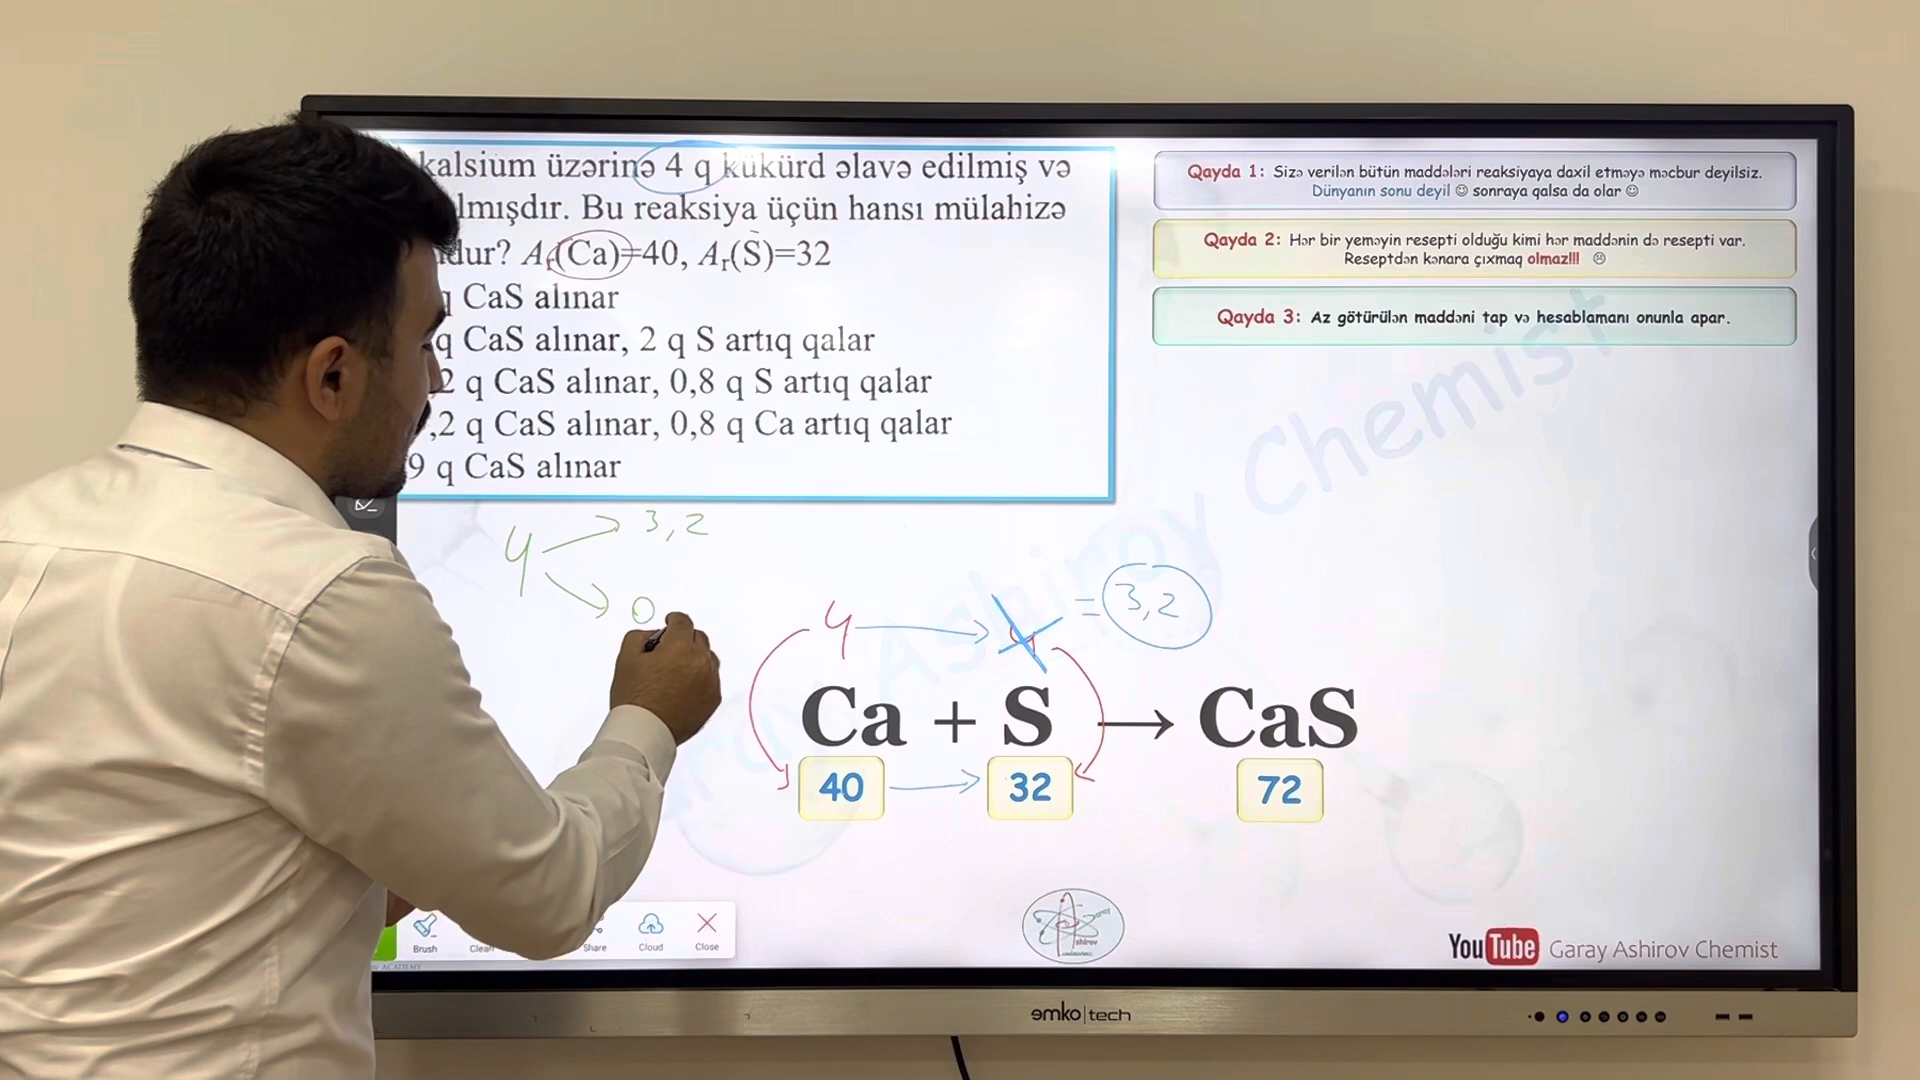 kalsium üzərinə 4 q kükürd əlavə edilmiş və
lmışdır. Bu reaksiya üçün hansı mülahizə
dur? Ar(Ca)=40, Ar(S)=32
q CaS alınar
q CaS alınar, 2 q S artıq qalar
2 q CaS alınar, 0,8 q S artıq qalar
,2 q CaS alınar, 0,8 q Ca artıq qalar
9 q CaS alınar
Qayda 1: Sizə verilən bütün maddələri reaksiyaya daxil etməyə məcbur deyilsiz.
Dünyanın sonu deyil ☺ sonraya qalsa da olar ☺
Qayda 2: Hər bir yeməyin resepti olduğu kimi hər maddənin də resepti var.
Reseptdən kənara çıxmaq olmaz!!! ☹
Qayda 3: Az götürülən maddəni tap və hesablamanı onunla apar.
4 → 3,2
→ 0
4 → 4 = 3,2
Ca + S → CaS
40 → 32 72
Ashirov Chemist
Brush Clean Share Cloud Close
ACADEMY
YouTube Garay Ashirov Chemist
emko|tech